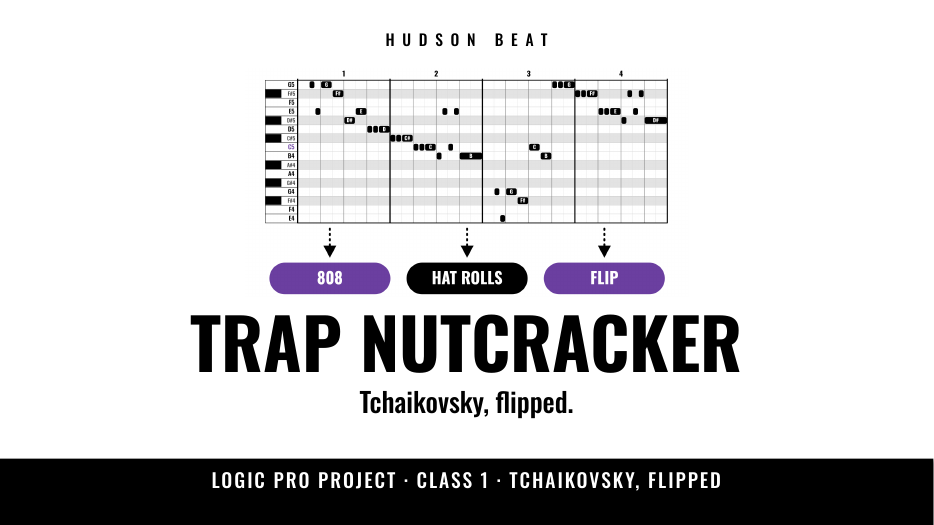 HUDSON BEAT
1 2 3 4
G5 G
F#5 F# F#
F5
E5 E E
D#5 D# D#
D5 D
C#5 C#
C5 C C
B4 B B
A#4
A4
G#4
G4 G
F#4 F#
F4
E4
808 HAT ROLLS FLIP
TRAP NUTCRACKER
Tchaikovsky, flipped.
LOGIC PRO PROJECT · CLASS 1 · TCHAIKOVSKY, FLIPPED